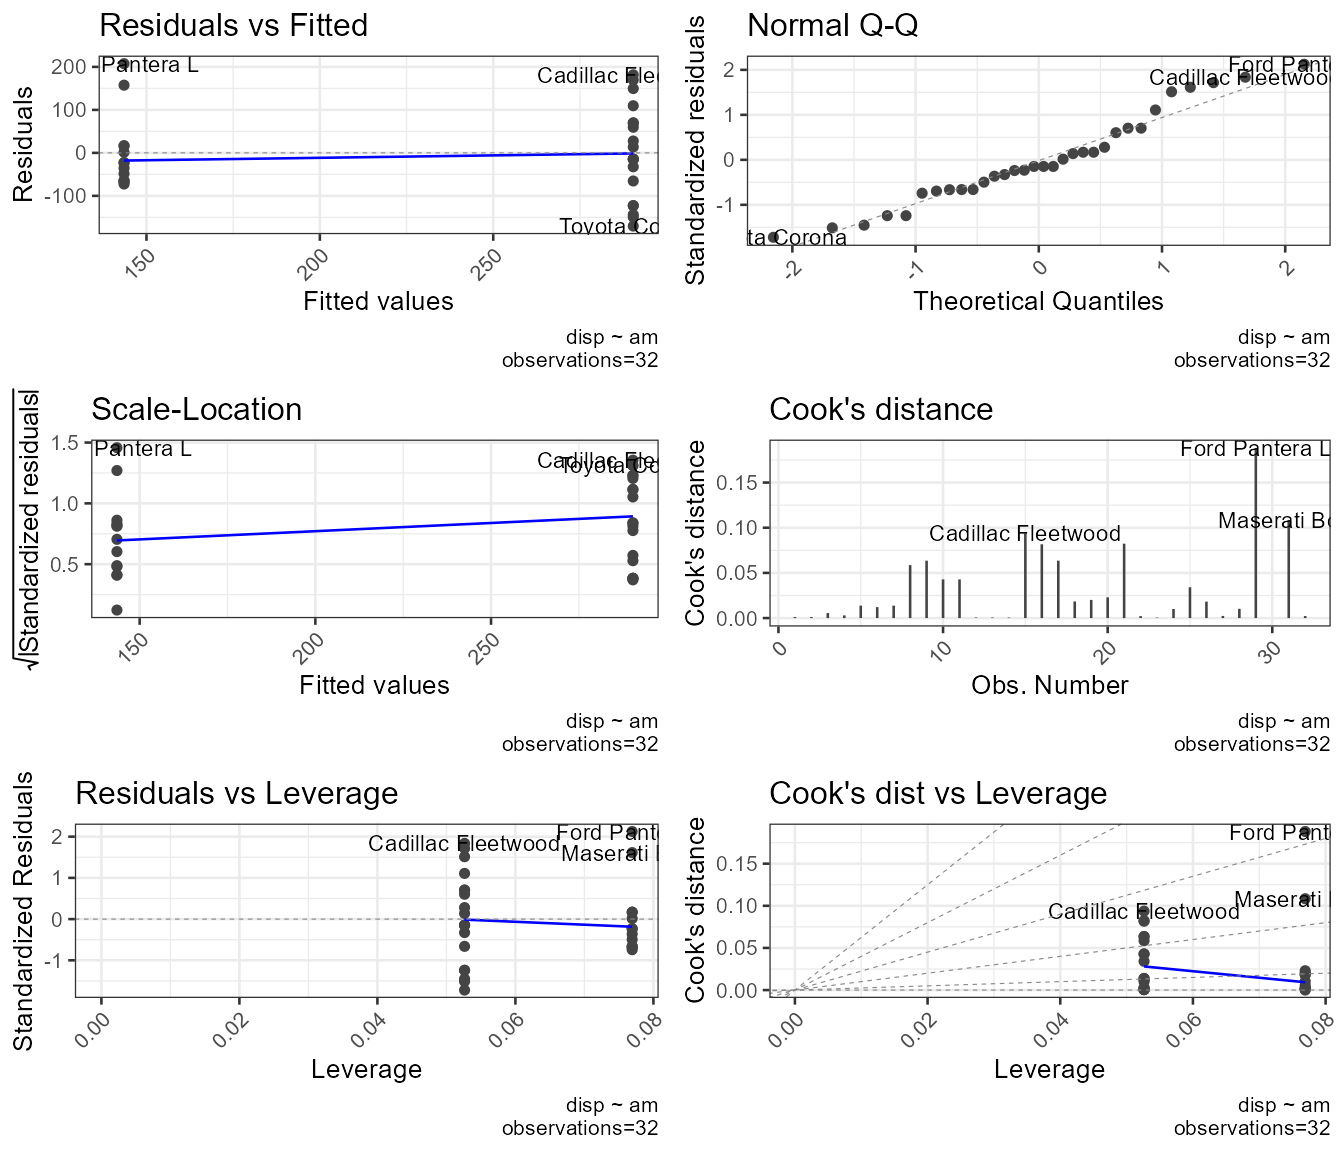 Residuals vs Fitted
Residuals
200
100
0
-100
Pantera L
Cadillac Flee
Toyota Co
150
200
250
Fitted values
disp ~ am
observations=32
Normal Q-Q
Standardized residuals
2
1
0
-1
Ford Pante
Cadillac Fleetwood
ta Corona
-2
-1
0
1
2
Theoretical Quantiles
disp ~ am
observations=32
Scale-Location
√|Standardized residuals|
1.5
1.0
0.5
Pantera L
Cadillac Flee
Toyota Co
150
200
250
Fitted values
disp ~ am
observations=32
Cook's distance
Cook's distance
0.15
0.10
0.05
0.00
Ford Pantera L
Maserati Bo
Cadillac Fleetwood
0
10
20
30
Obs. Number
disp ~ am
observations=32
Residuals vs Leverage
Standardized Residuals
2
1
0
-1
Ford Pante
Cadillac Fleetwood
Maserati
0.00
0.02
0.04
0.06
0.08
Leverage
disp ~ am
observations=32
Cook's dist vs Leverage
Cook's distance
0.15
0.10
0.05
0.00
Ford Pante
Maserati
Cadillac Fleetwood
0.00
0.02
0.04
0.06
0.08
Leverage
disp ~ am
observations=32